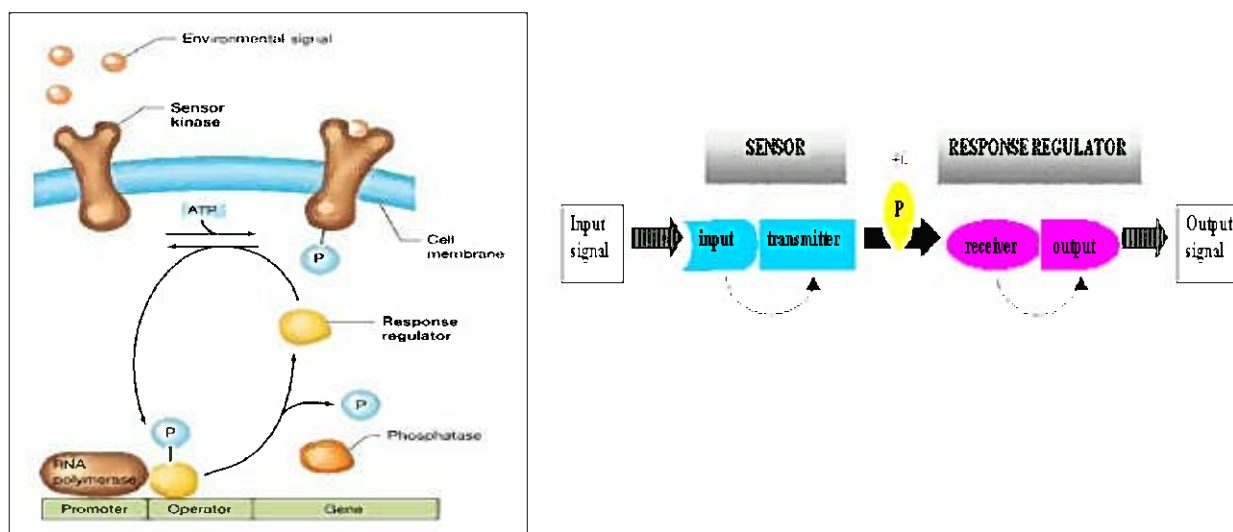 Environmental signal
Sensor
kinase
ATP
P
Cell
membrane
Response
regulator
P
Phosphatase
P
RNA
polymerase
Promoter
Operator
Gene
SENSOR
RESPONSE REGULATOR
P
Input
signal
input
transmitter
receiver
output
Output
signal